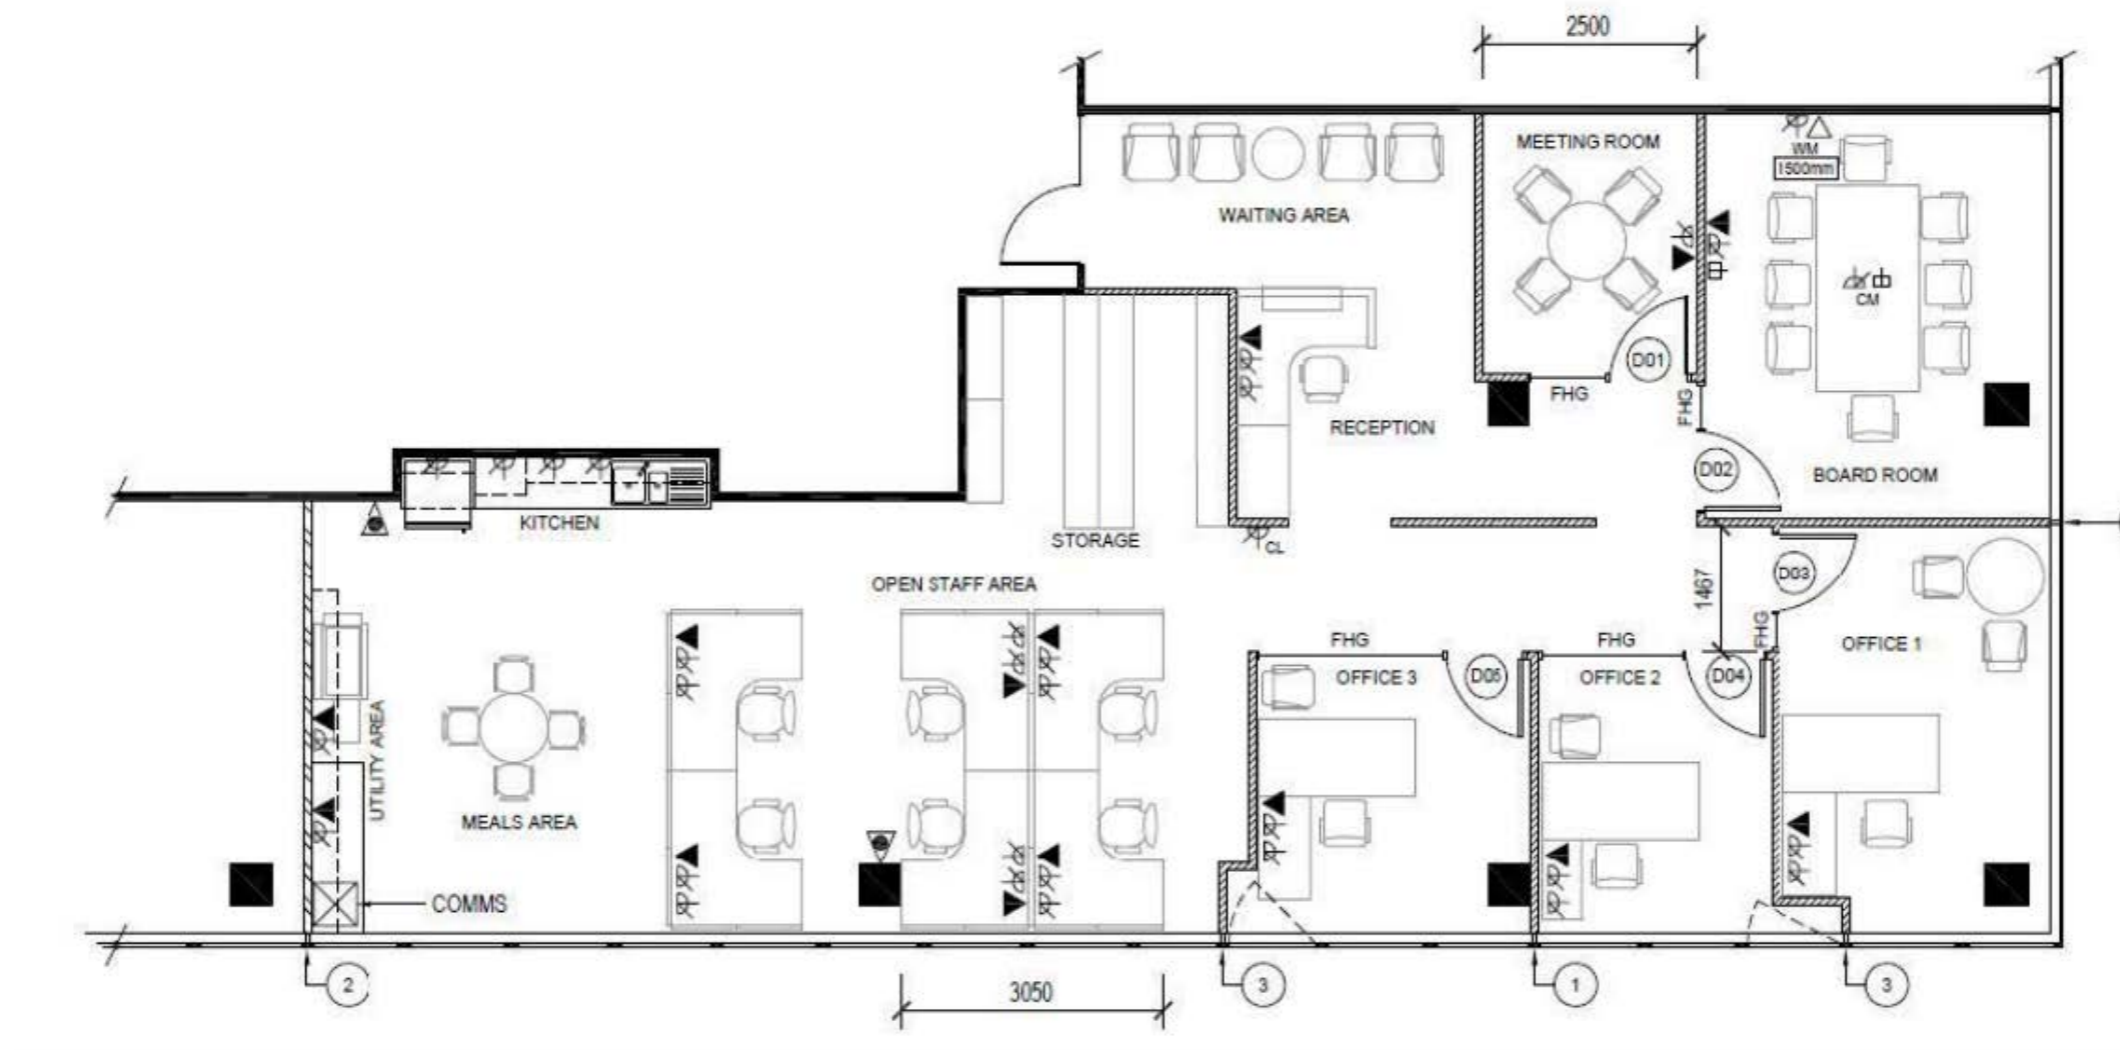 2500
MEETING ROOM
WM
1500mm
WAITING AREA
CM
D01
FHG
FHG
RECEPTION
D02
BOARD ROOM
KITCHEN
STORAGE
CL
OPEN STAFF AREA
1467
D03
FHG
FHG
FHG
OFFICE 1
OFFICE 3
D05
OFFICE 2
D04
UTILITY AREA
MEALS AREA
COMMS
2
3050
3
1
3